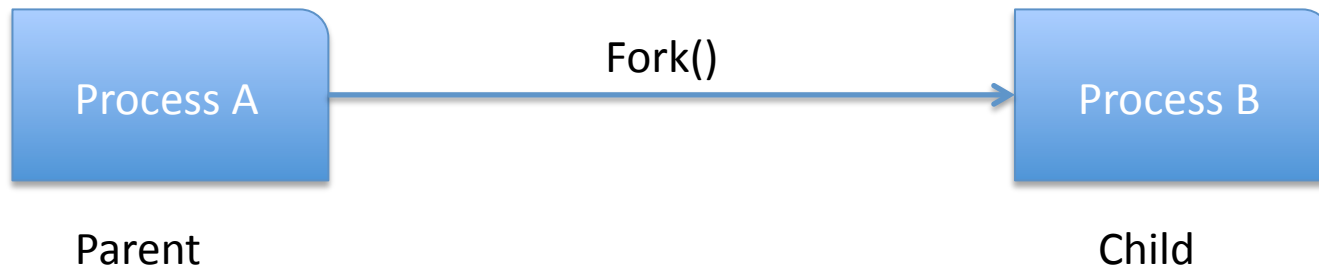 Fork()
Process A
Process B
Parent
Child